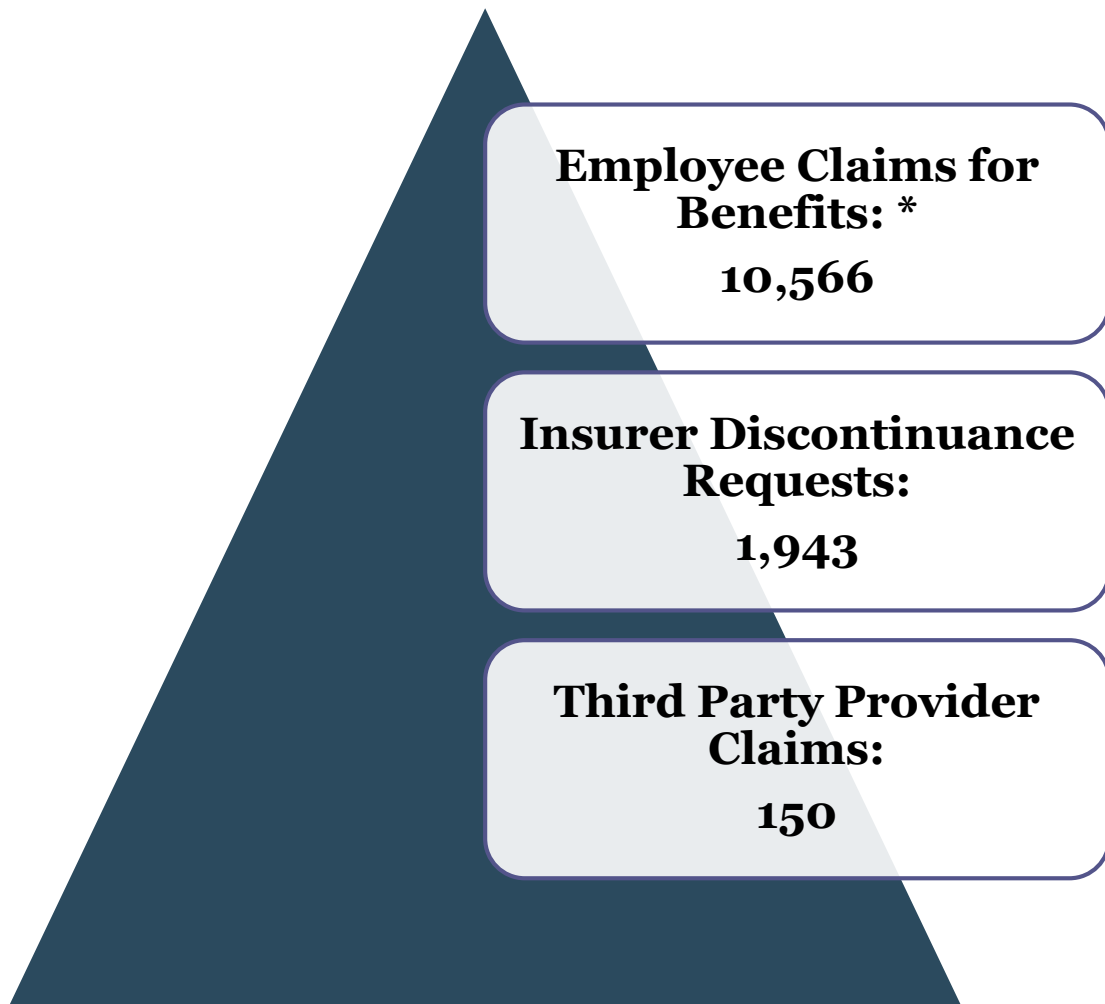 Employee Claims for
Benefits: *
10,566
Insurer Discontinuance
Requests:
1,943
Third Party Provider
Claims:
150